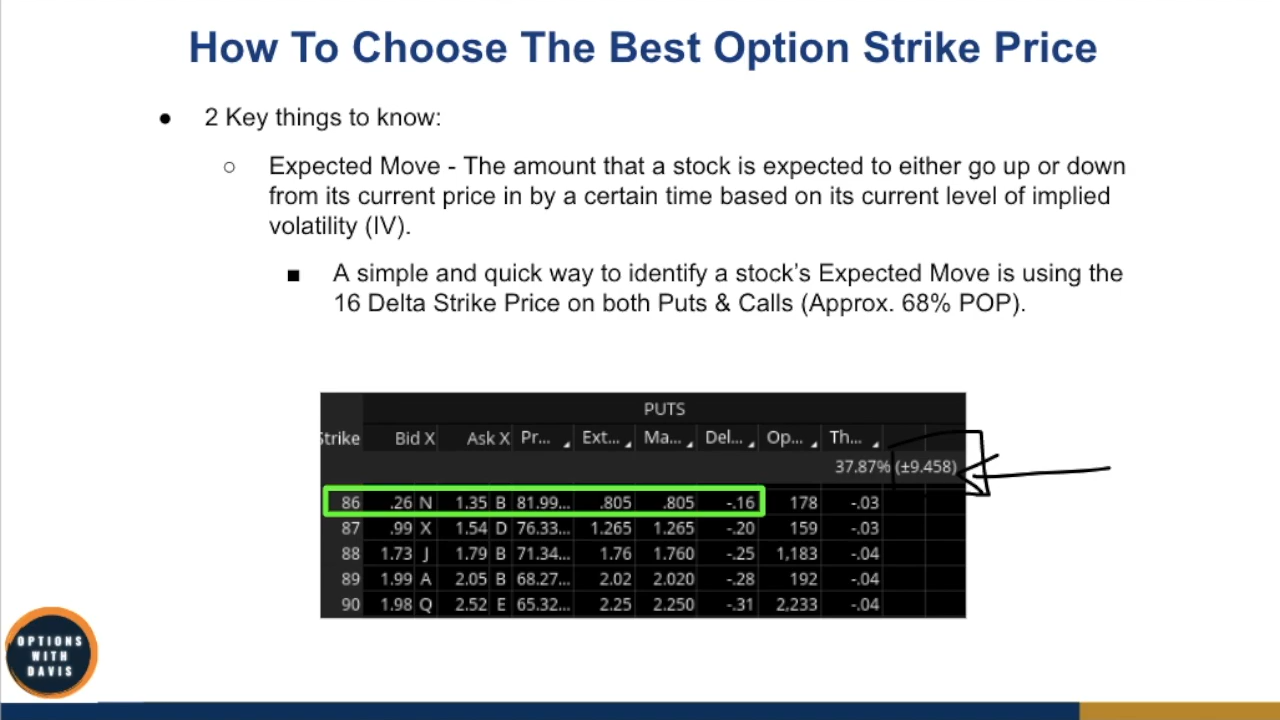 How To Choose The Best Option Strike Price
● 2 Key things to know:
○ Expected Move - The amount that a stock is expected to either go up or down
from its current price in by a certain time based on its current level of implied
volatility (IV).
■ A simple and quick way to identify a stock's Expected Move is using the
16 Delta Strike Price on both Puts & Calls (Approx. 68% POP).
PUTS
Strike Bid X Ask X Pr... Ext... Ma... Del... Op... Th...
37.87% (±9.458)
86 .26 N 1.35 B 81.99... .805 .805 -.16 178 -.03
87 .99 X 1.54 D 76.33... 1.265 1.265 -.20 159 -.03
88 1.73 J 1.79 B 71.34... 1.76 1.760 -.25 1,183 -.04
89 1.99 A 2.05 B 68.27... 2.02 2.020 -.28 192 -.04
90 1.98 Q 2.52 E 65.32... 2.25 2.250 -.31 2,233 -.04
OPTIONS
WITH
DAVIS